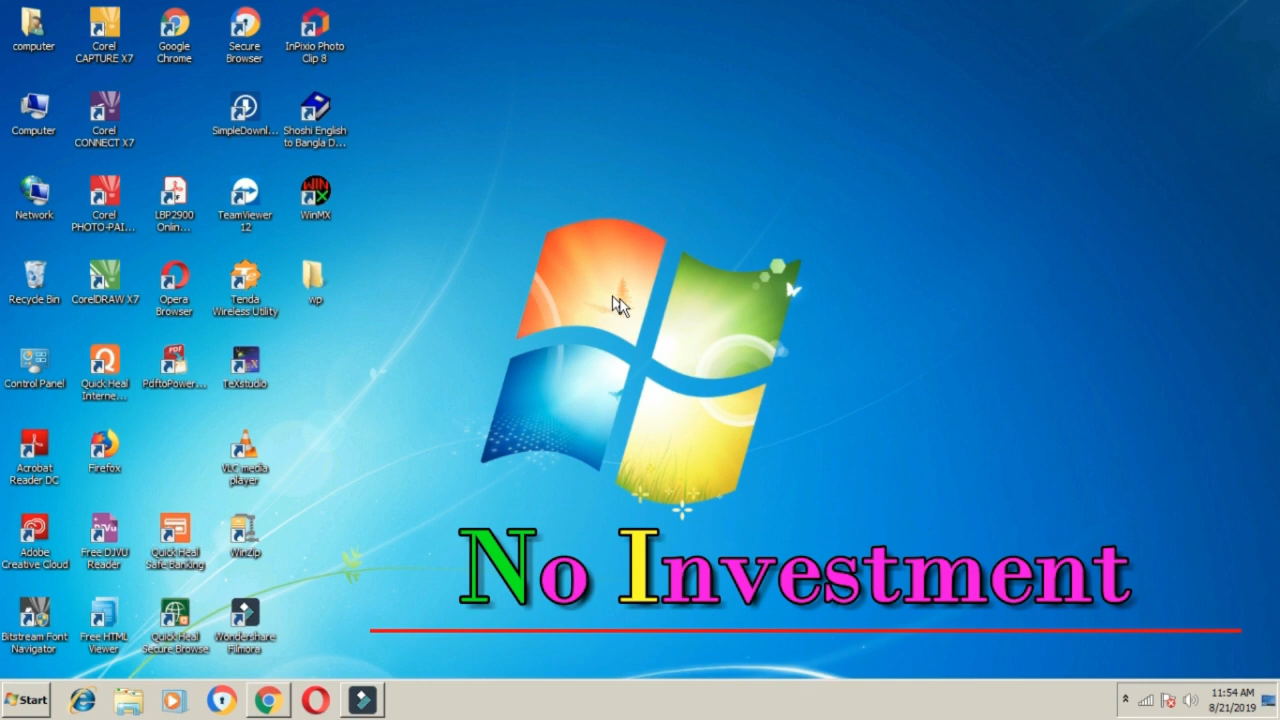 computer
Corel
CAPTURE X7
Google
Chrome
Secure
Browser
InPixio Photo
Clip 8
Computer
Corel
CONNECT X7
SimpleDownl...
Shoshi English
to Bangla D...
Network
Corel
PHOTO-PAI...
LBP2900
Onlin...
TeamViewer
12
WIN
WinMX
Recycle Bin
CorelDRAW X7
Opera
Browser
Tenda
Wireless Utility
wp
Control Panel
Quick Heal
Interne...
PDF
PdftoPower...
TeXstudio
Acrobat
Reader DC
Firefox
VLC media
player
Adobe
Creative Cloud
DjVu
Free DJVU
Reader
Quick Heal
Safe Banking
WinZip
Bitstream Font
Navigator
Free HTML
Viewer
Quick Heal
Secure Browse
Wondershare
Filmora
No Investment
Start
11:54 AM
8/21/2019